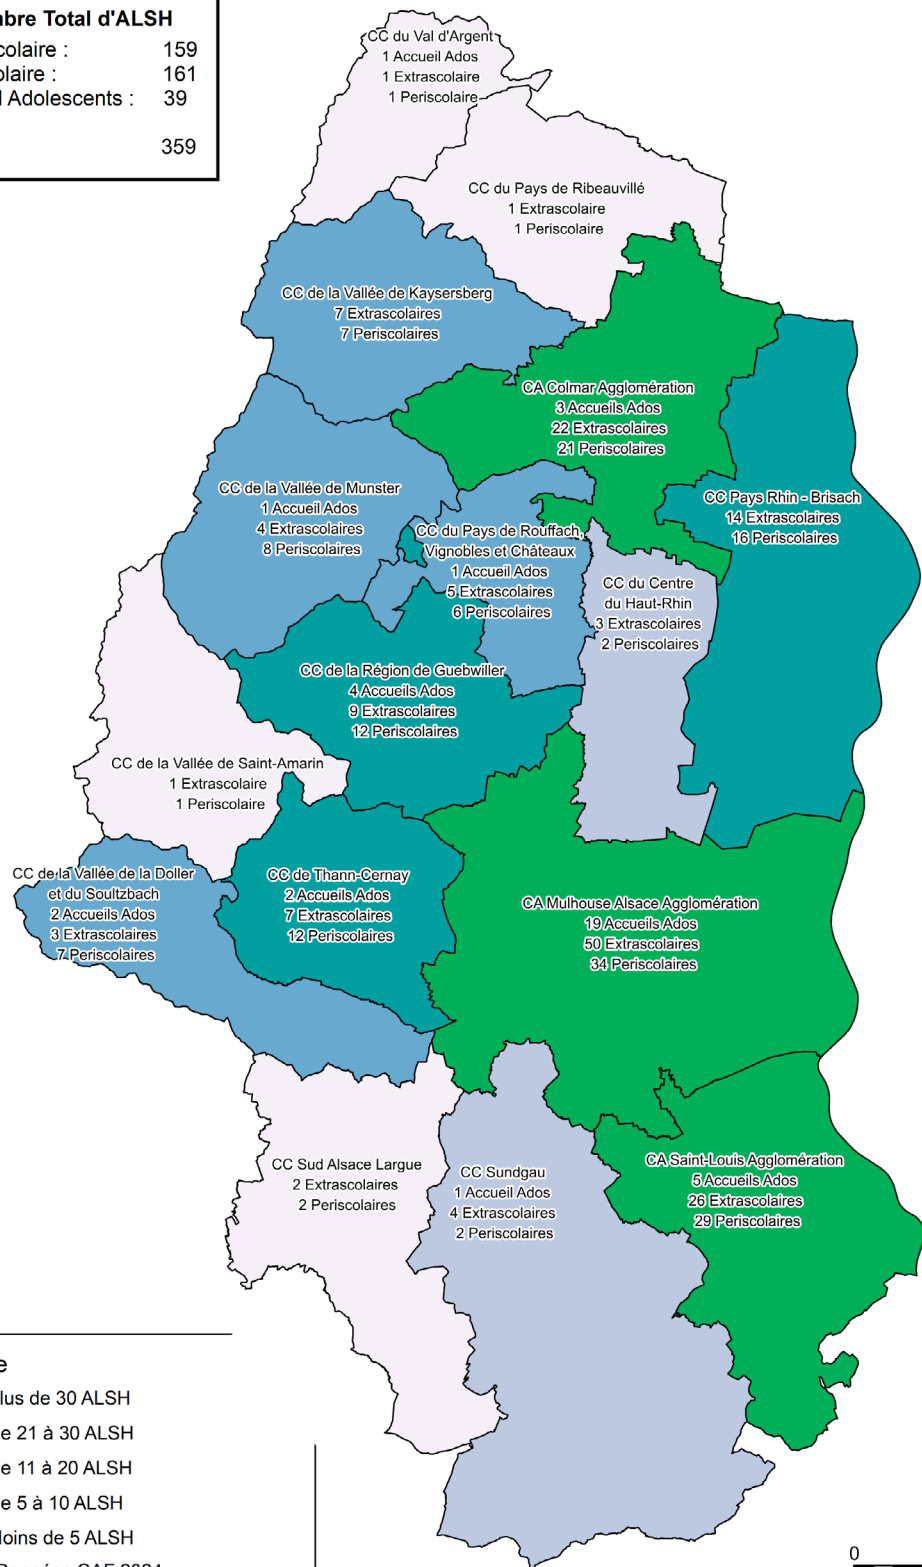 mbre Total d'ALSH
colaire : 159
olaire : 161
l Adolescents : 39
359
CC du Val d'Argent
1 Accueil Ados
1 Extrascolaire
1 Periscolaire
CC du Pays de Ribeauvillé
1 Extrascolaire
1 Periscolaire
CC de la Vallée de Kaysersberg
7 Extrascolaires
7 Periscolaires
CA Colmar Agglomération
3 Accueils Ados
22 Extrascolaires
21 Periscolaires
CC de la Vallée de Munster
1 Accueil Ados
4 Extrascolaires
8 Periscolaires
CC Pays Rhin - Brisach
14 Extrascolaires
16 Periscolaires
CC du Pays de Rouffach,
Vignobles et Châteaux
1 Accueil Ados
5 Extrascolaires
6 Periscolaires
CC du Centre
du Haut-Rhin
3 Extrascolaires
2 Periscolaires
CC de la Région de Guebwiller
4 Accueils Ados
9 Extrascolaires
12 Periscolaires
CC de la Vallée de Saint-Amarin
1 Extrascolaire
1 Periscolaire
CC de la Vallée de la Doller
et du Soultzbach
2 Accueils Ados
3 Extrascolaires
7 Periscolaires
CC de Thann-Cernay
2 Accueils Ados
7 Extrascolaires
12 Periscolaires
CA Mulhouse Alsace Agglomération
19 Accueils Ados
50 Extrascolaires
34 Periscolaires
CC Sud Alsace Largue
2 Extrascolaires
2 Periscolaires
CC Sundgau
1 Accueil Ados
4 Extrascolaires
2 Periscolaires
CA Saint-Louis Agglomération
5 Accueils Ados
26 Extrascolaires
29 Periscolaires
e
lus de 30 ALSH
e 21 à 30 ALSH
e 11 à 20 ALSH
e 5 à 10 ALSH
oins de 5 ALSH
0